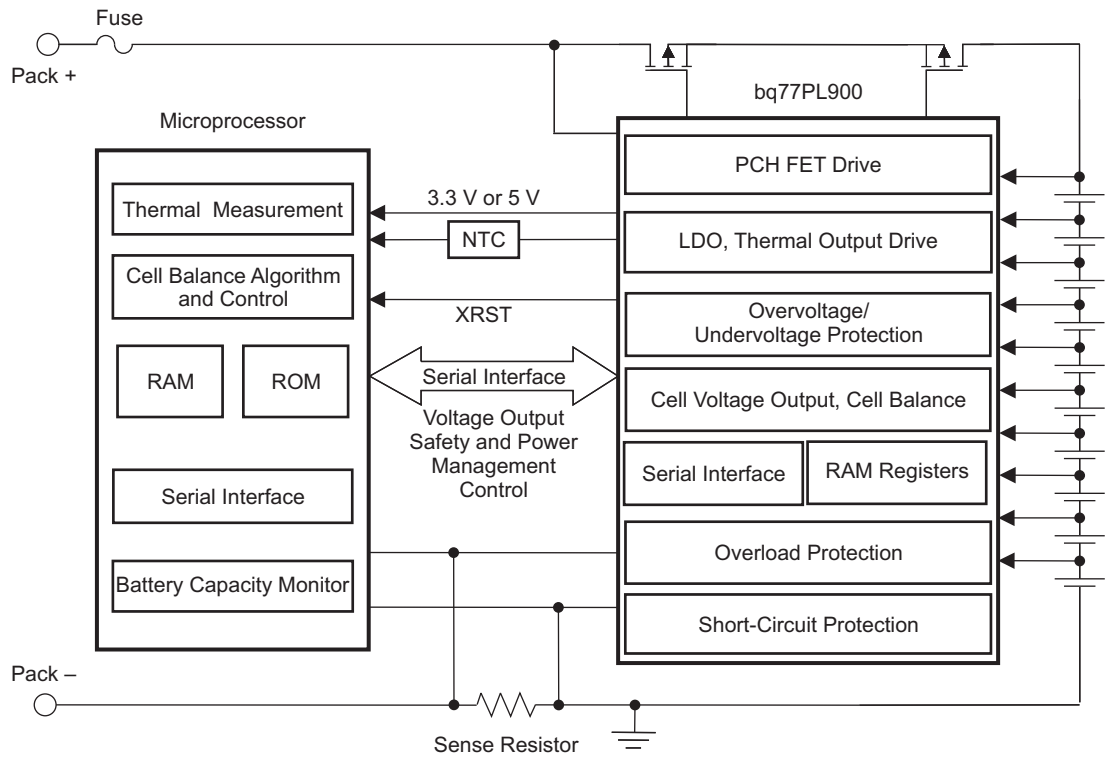 Fuse
Pack +
bq77PL900
Microprocessor
PCH FET Drive
Thermal Measurement
3.3 V or 5 V
NTC
LDO, Thermal Output Drive
Cell Balance Algorithm
and Control
XRST
Overvoltage/
Undervoltage Protection
RAM
ROM
Serial Interface
Cell Voltage Output, Cell Balance
Voltage Output
Safety and Power
Management
Control
Serial Interface
RAM Registers
Serial Interface
Overload Protection
Battery Capacity Monitor
Short-Circuit Protection
Pack –
Sense Resistor